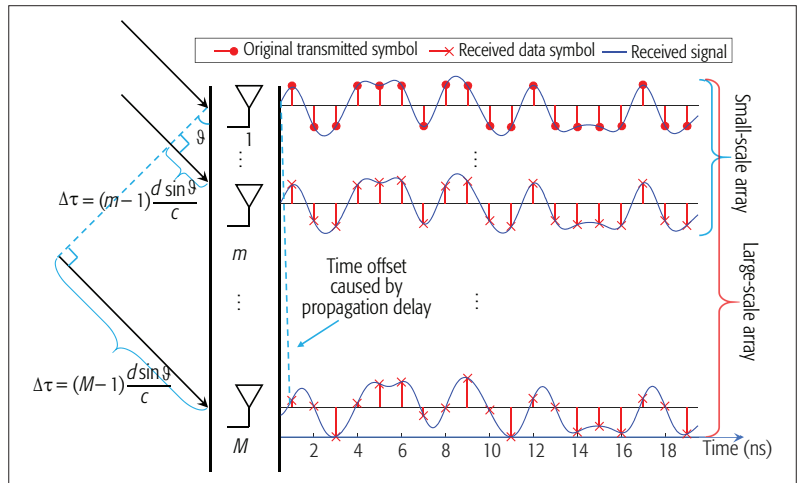 Original transmitted symbol
Received data symbol
Received signal
ϑ
1
⋮
⋮
Δτ = (m−1) d sin ϑ / c
m
⋮
⋮
Time offset
caused by
propagation delay
Small-scale array
Large-scale array
Δτ = (M−1) d sin ϑ / c
M
2 4 6 8 10 12 14 16 18 Time (ns)